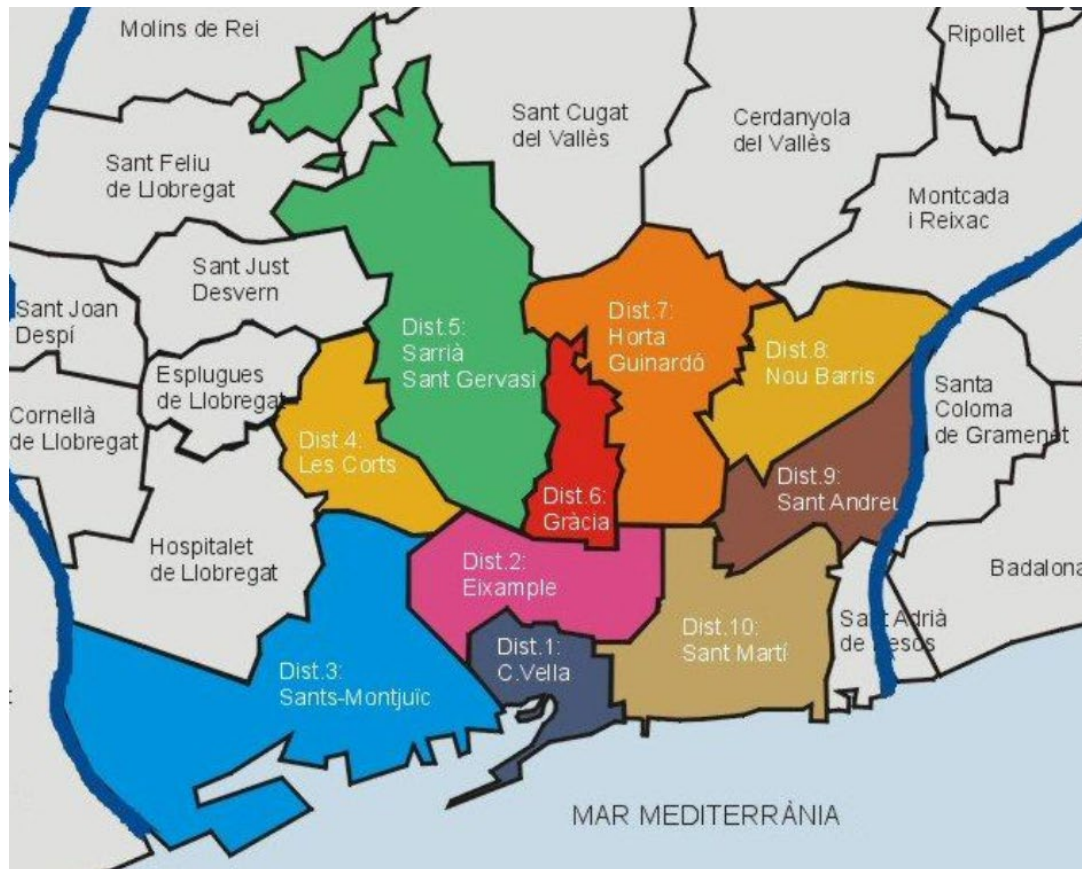 Molins de Rei
Ripollet
Sant Cugat
del Vallès
Cerdanyola
del Vallès
Sant Feliu
de Llobregat
Montcada
i Reixac
Sant Just
Desvern
Sant Joan
Despí
Dist.5:
Sarrià
Sant Gervasi
Dist.7:
Horta
Guinardó
Dist.8:
Nou Barris
Esplugues
de Llobregat
Santa
Coloma
de Gramenet
Cornellà
de Llobregat
Dist.4:
Les Corts
Dist.9:
Sant Andreu
Dist.6:
Gràcia
Hospitalet
de Llobregat
Dist.2:
Eixample
Badalona
Dist.1:
C.Vella
Dist.10:
Sant Martí
Sant Adrià
de Besòs
Dist.3:
Sants-Montjuïc
MAR MEDITERRÁNIA